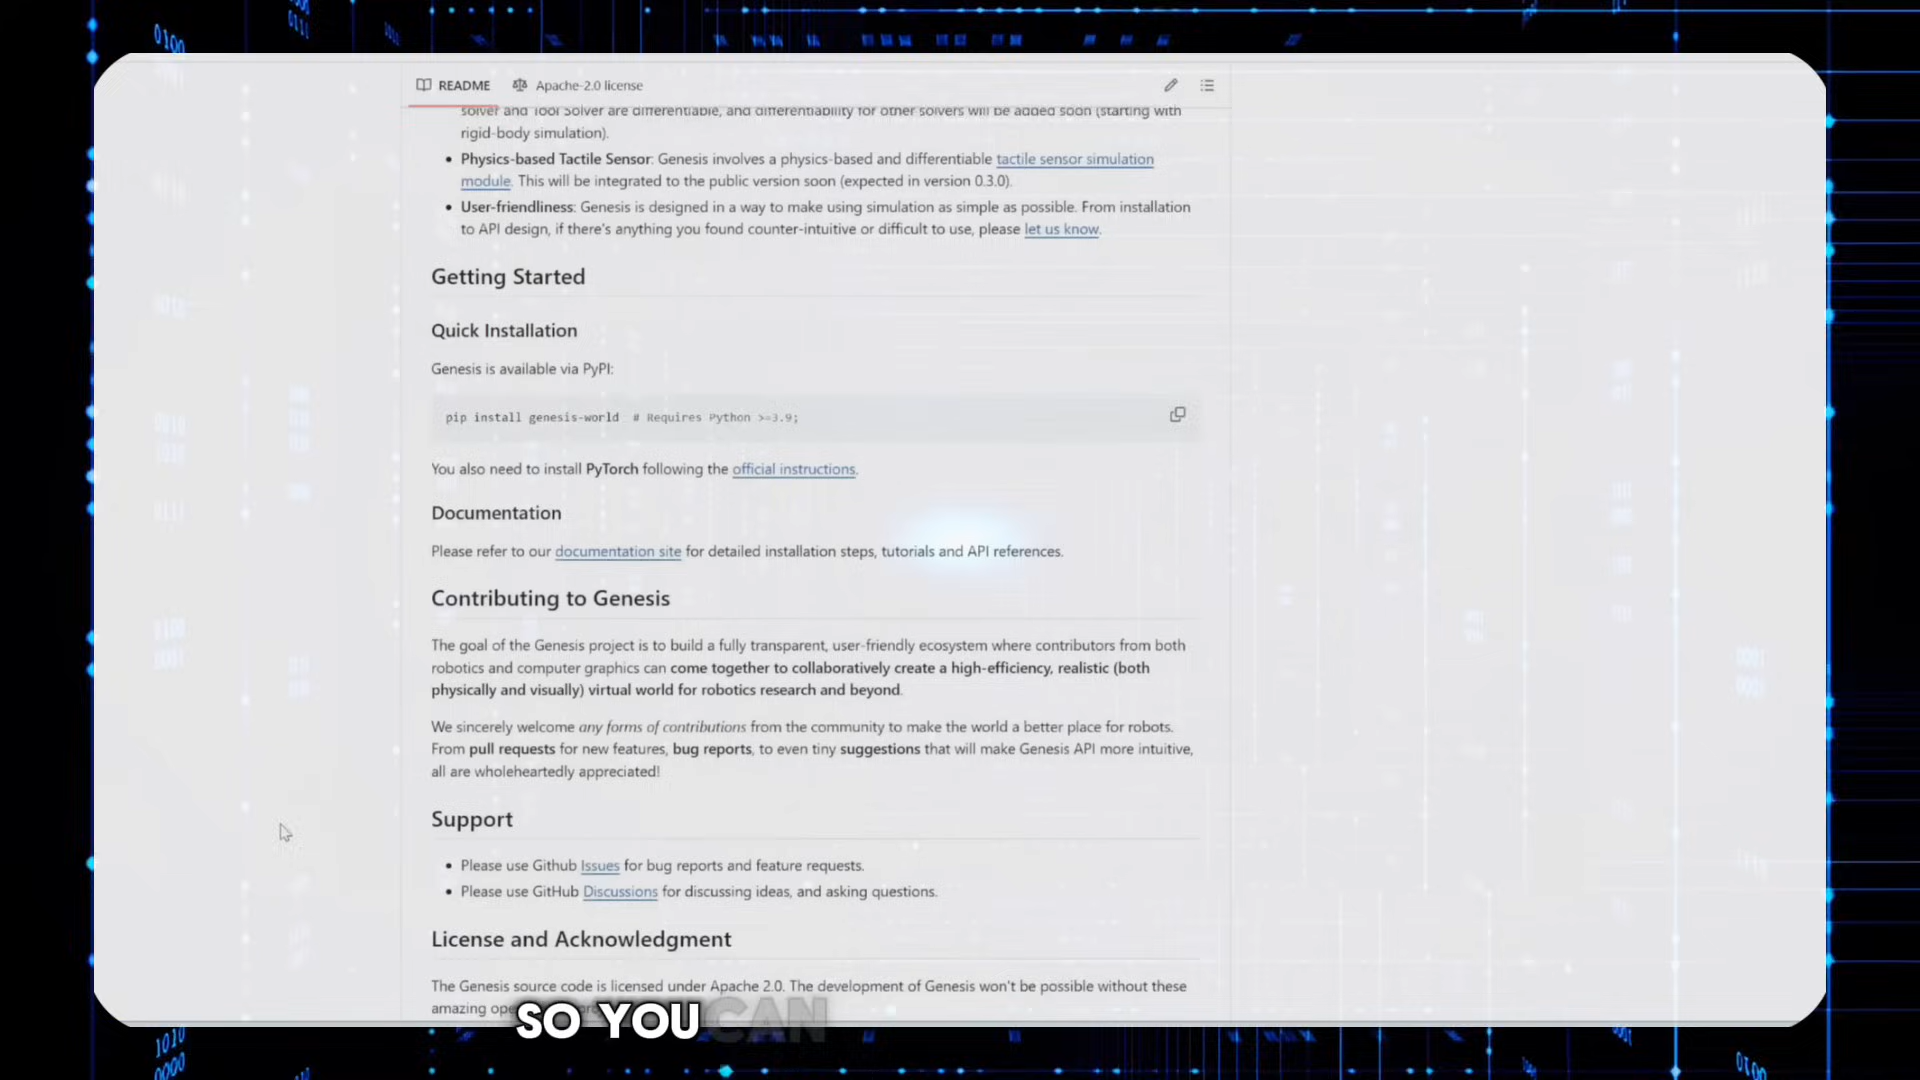 README Apache-2.0 license
solver and Tool Solver are differentiable, and differentiability for other solvers will be added soon (starting with
rigid-body simulation).
• Physics-based Tactile Sensor: Genesis involves a physics-based and differentiable tactile sensor simulation
module. This will be integrated to the public version soon (expected in version 0.3.0).
• User-friendliness: Genesis is designed in a way to make using simulation as simple as possible. From installation
to API design, if there's anything you found counter-intuitive or difficult to use, please let us know.
Getting Started
Quick Installation
Genesis is available via PyPI:
pip install genesis-world # Requires Python >=3.9;
You also need to install PyTorch following the official instructions.
Documentation
Please refer to our documentation site for detailed installation steps, tutorials and API references.
Contributing to Genesis
The goal of the Genesis project is to build a fully transparent, user-friendly ecosystem where contributors from both
robotics and computer graphics can come together to collaboratively create a high-efficiency, realistic (both
physically and visually) virtual world for robotics research and beyond.
We sincerely welcome any forms of contributions from the community to make the world a better place for robots.
From pull requests for new features, bug reports, to even tiny suggestions that will make Genesis API more intuitive,
all are wholeheartedly appreciated!
Support
• Please use Github Issues for bug reports and feature requests.
• Please use GitHub Discussions for discussing ideas, and asking questions.
License and Acknowledgment
The Genesis source code is licensed under Apache 2.0. The development of Genesis won't be possible without these
amazing
SO YOU CAN